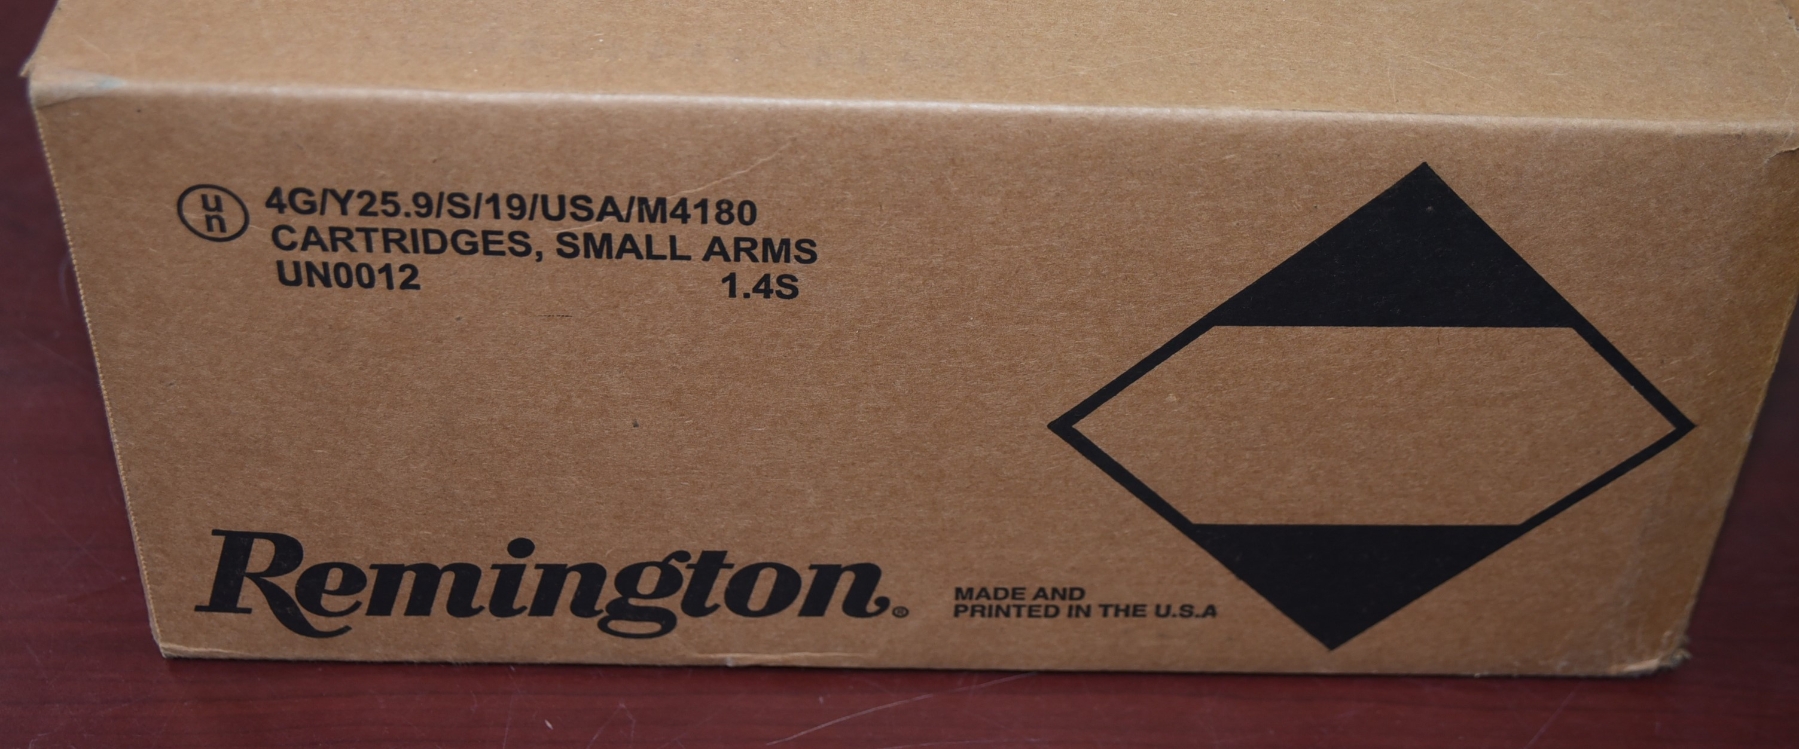 un
4G/Y25.9/S/19/USA/M4180
CARTRIDGES, SMALL ARMS
UN0012 1.4S
Remington®
MADE AND
PRINTED IN THE U.S.A